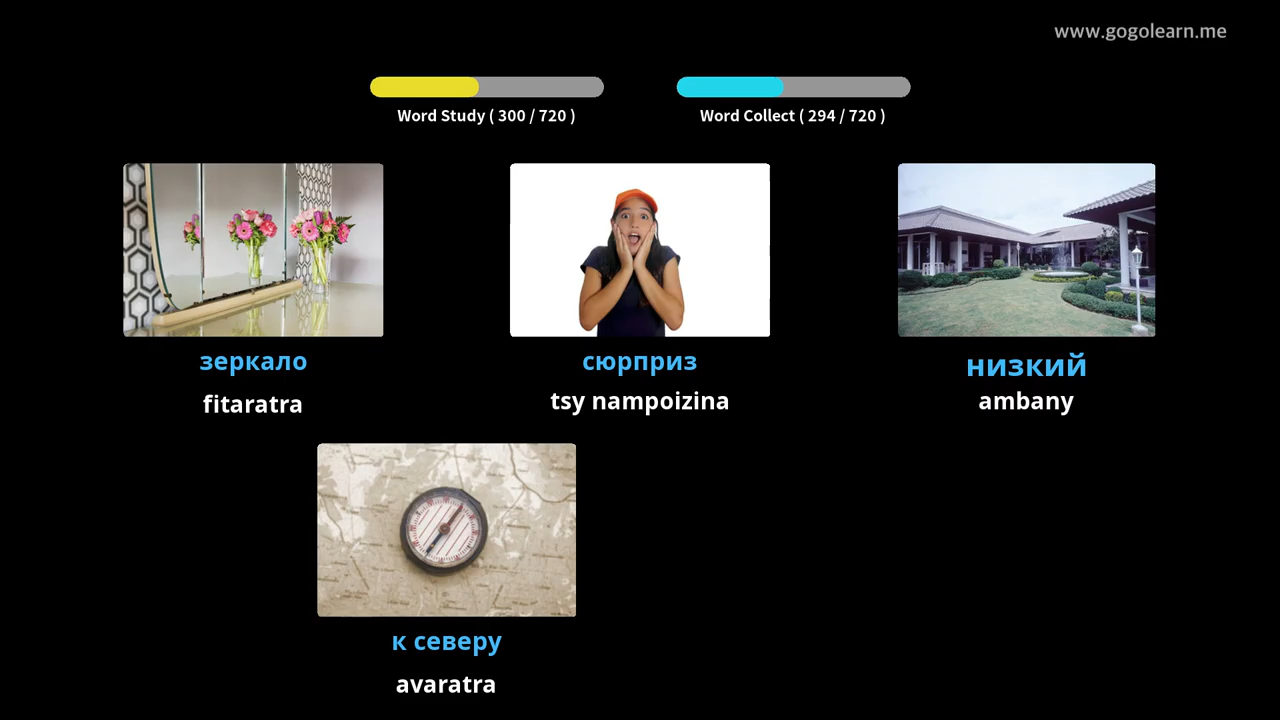 www.gogolearn.me
Word Study ( 300 / 720 )
Word Collect ( 294 / 720 )
зеркало
fitaratra
сюрприз
tsy nampoizina
низкий
ambany
к северу
avaratra